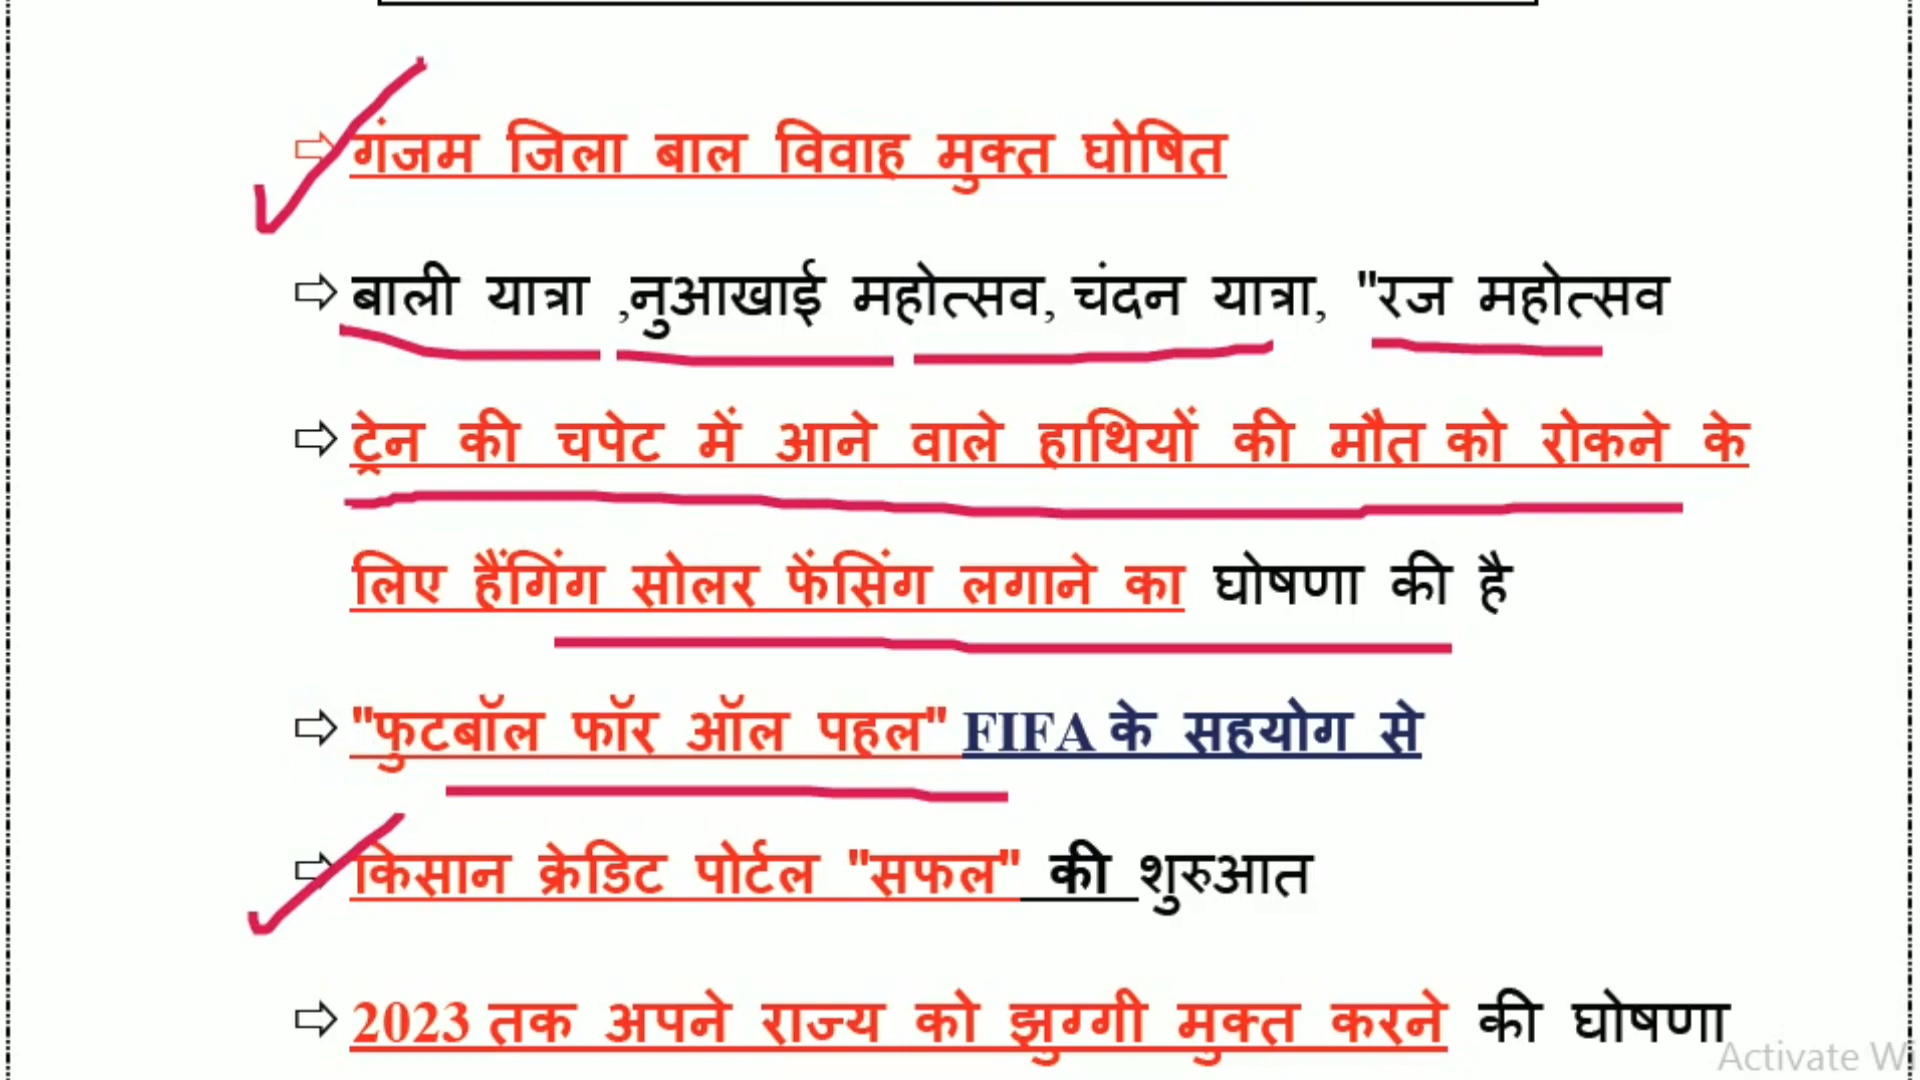 गंजम जिला बाल विवाह मुक्त घोषित
बाली यात्रा ,नुआखाई महोत्सव, चंदन यात्रा, "रज महोत्सव
ट्रेन की चपेट में आने वाले हाथियों की मौत को रोकने के
लिए हैंगिंग सोलर फेंसिंग लगाने का घोषणा की है
"फुटबॉल फॉर ऑल पहल" FIFA के सहयोग से
किसान क्रेडिट पोर्टल "सफल" की शुरुआत
2023 तक अपने राज्य को झुग्गी मुक्त करने की घोषणा
Activate